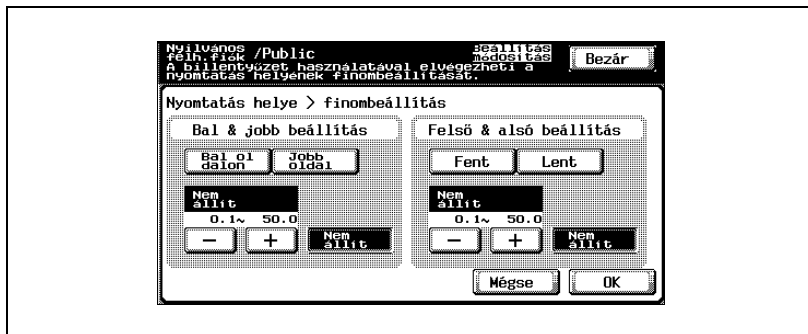 Nyilvános
félh.fiók /Public
Beállítás
módosítás
Bezár
A billentyűzet használatával elvégezheti a
nyomtatás helyének finombeállítását.
Nyomtatás helye > finombeállítás
Bal & jobb beállítás
Felső & alsó beállítás
Bal ol
dalon
Jobb
oldal
Fent
Lent
Nem
állít
0.1~ 50.0
Nem
állít
0.1~ 50.0
− +
Nem
állít
− +
Nem
állít
Mégse
OK